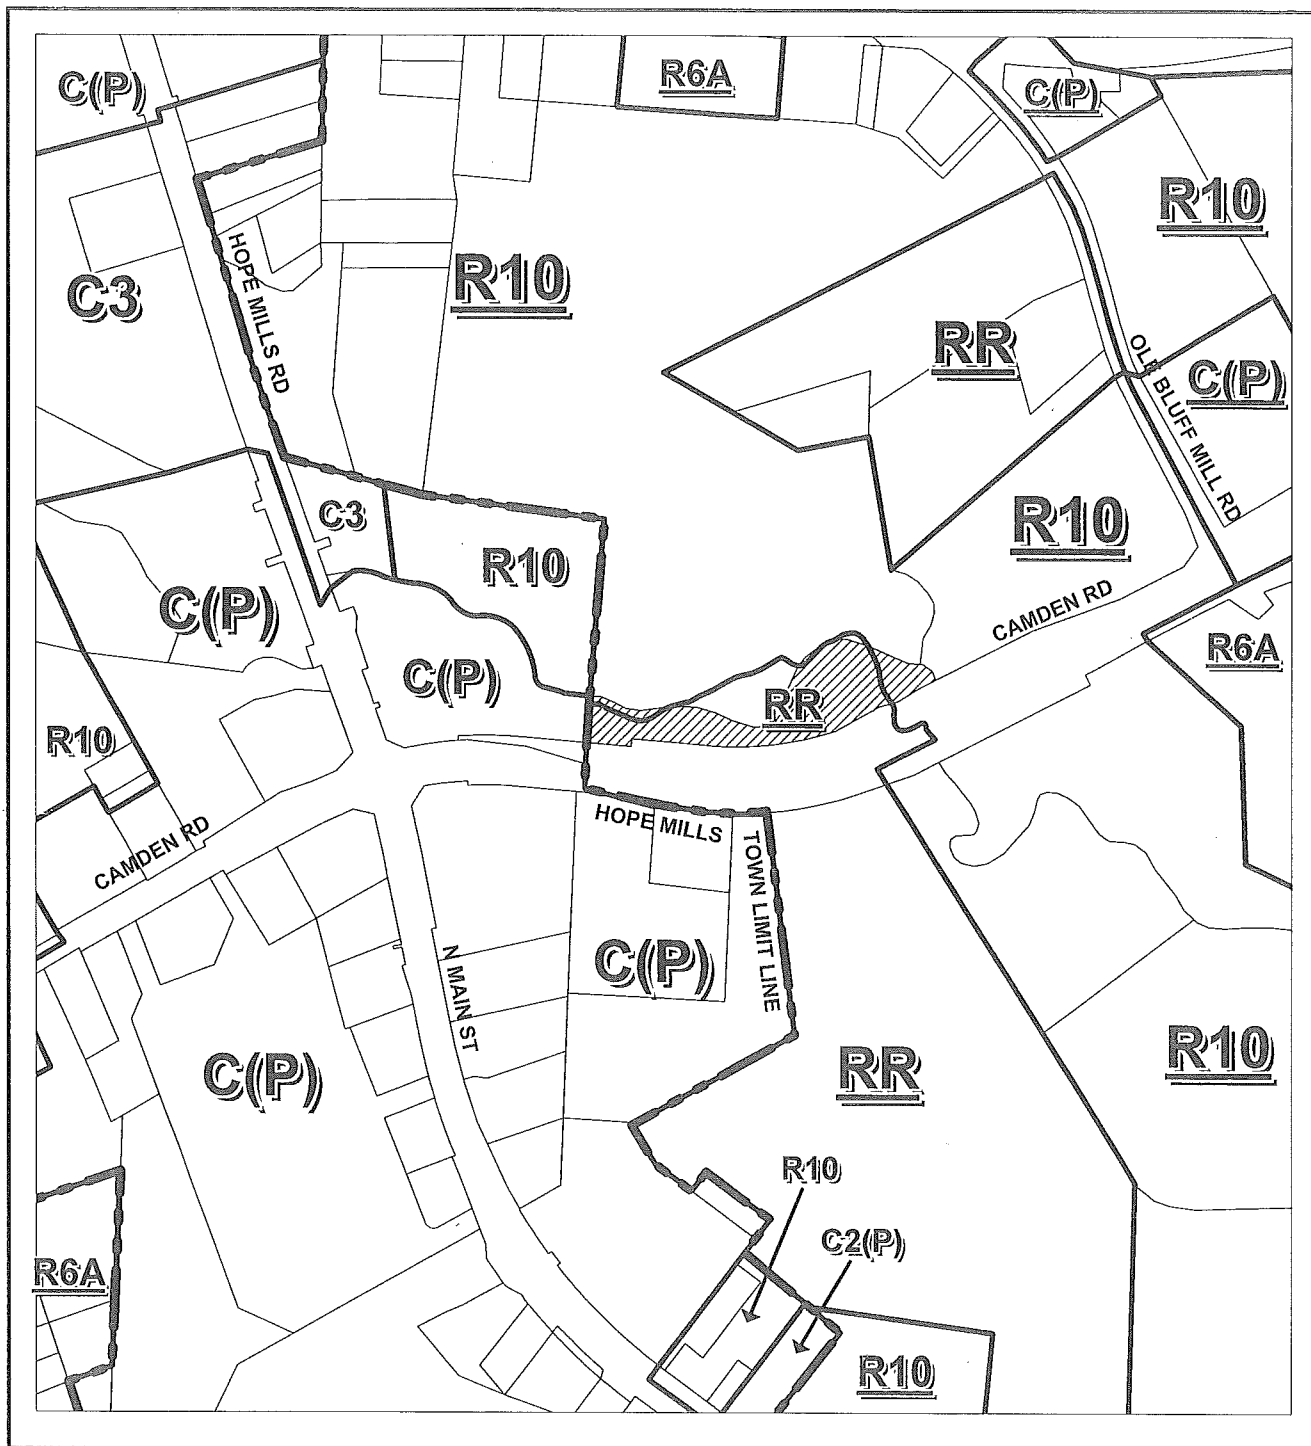 C(P)
R6A
C(P)
R10
C3
HOPE MILLS RD
R10
RR
OLD BLUFF MILL RD
C(P)
C3
R10
R10
C(P)
CAMDEN RD
R6A
C(P)
RR
R10
HOPE MILLS
TOWN LIMIT LINE
CAMDEN RD
C(P)
N MAIN ST
C(P)
RR
R10
R10
C2(P)
R6A
R10